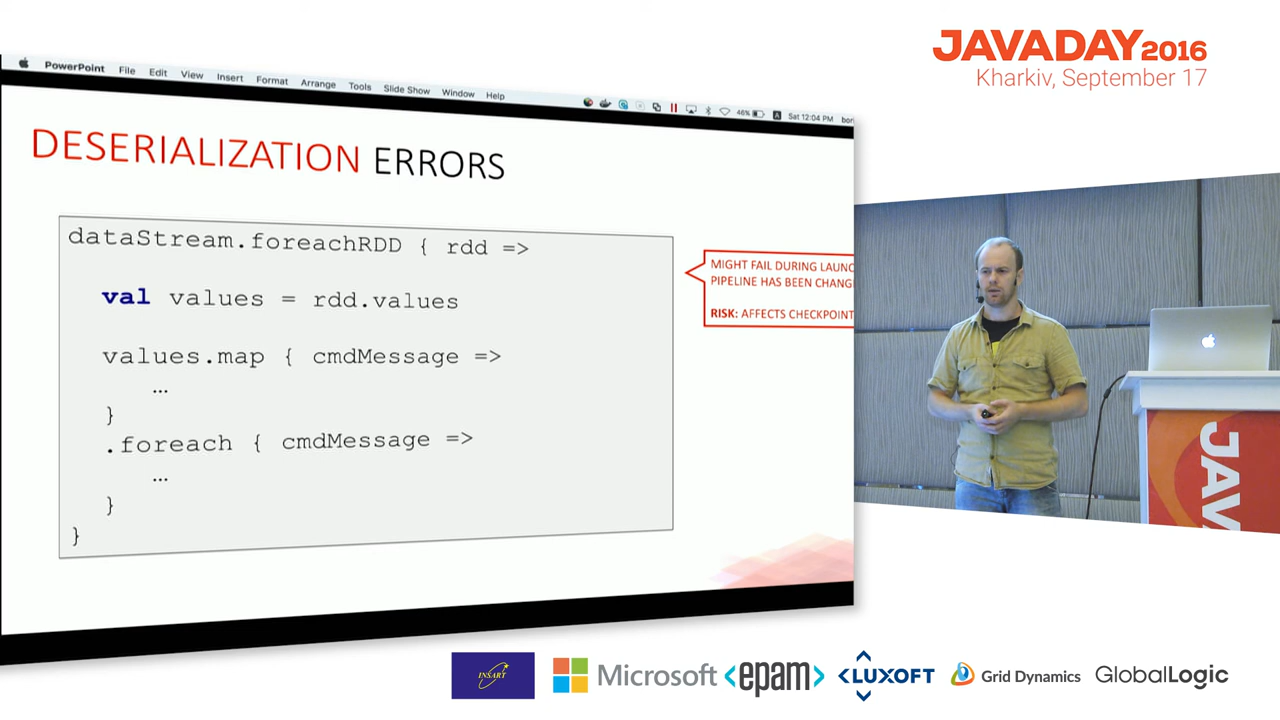 JAVADAY 2016
Kharkiv, September 17
PowerPoint File Edit View Insert Format Arrange Tools Slide Show Window Help
46% Sat 12:04 PM
DESERIALIZATION ERRORS
dataStream.foreachRDD { rdd =>
val values = rdd.values
values.map { cmdMessage =>
…
}
.foreach { cmdMessage =>
…
}
}
MIGHT FAIL DURING
PIPELINE HAS BEEN
RISK: AFFECTS CHECKPOINT
JAV
INSART
Microsoft
<epam>
<LUXOFT
Grid Dynamics
GlobalLogic